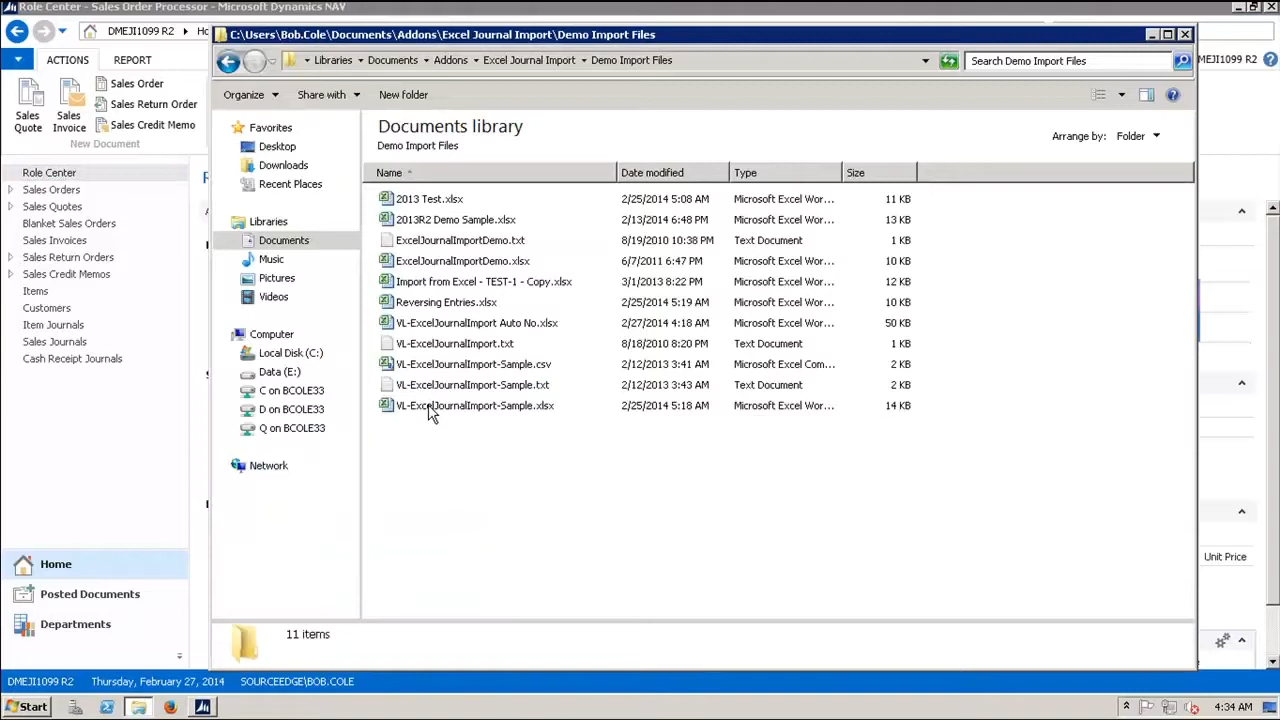 Role Center - Sales Order Processor - Microsoft Dynamics NAV
DMEJI1099 R2
ACTIONS
REPORT
Sales Quote
Sales Invoice
Sales Order
Sales Return Order
Sales Credit Memo
New Document
Role Center
Sales Orders
Sales Quotes
Blanket Sales Orders
Sales Invoices
Sales Return Orders
Sales Credit Memos
Items
Customers
Item Journals
Sales Journals
Cash Receipt Journals
Home
Posted Documents
Departments
C:\Users\Bob.Cole\Documents\Addons\Excel Journal Import\Demo Import Files
Libraries Documents Addons Excel Journal Import Demo Import Files
Search Demo Import Files
Organize Share with New folder
Favorites
Desktop
Downloads
Recent Places
Libraries
Documents
Music
Pictures
Videos
Computer
Local Disk (C:)
Data (E:)
C on BCOLE33
D on BCOLE33
Q on BCOLE33
Network
Documents library
Demo Import Files
Arrange by: Folder
Name Date modified Type Size
2013 Test.xlsx 2/25/2014 5:08 AM Microsoft Excel Wor... 11 KB
2013R2 Demo Sample.xlsx 2/13/2014 6:48 PM Microsoft Excel Wor... 13 KB
ExcelJournalImportDemo.txt 8/19/2010 10:38 PM Text Document 1 KB
ExcelJournalImportDemo.xlsx 6/7/2011 6:47 PM Microsoft Excel Wor... 10 KB
Import from Excel - TEST-1 - Copy.xlsx 3/1/2013 8:22 PM Microsoft Excel Wor... 12 KB
Reversing Entries.xlsx 2/25/2014 5:19 AM Microsoft Excel Wor... 10 KB
VL-ExcelJournalImport Auto No.xlsx 2/27/2014 4:18 AM Microsoft Excel Wor... 50 KB
VL-ExcelJournalImport.txt 8/18/2010 8:20 PM Text Document 1 KB
VL-ExcelJournalImport-Sample.csv 2/12/2013 3:41 AM Microsoft Excel Com... 2 KB
VL-ExcelJournalImport-Sample.txt 2/12/2013 3:43 AM Text Document 2 KB
VL-ExcelJournalImport-Sample.xlsx 2/25/2014 5:18 AM Microsoft Excel Wor... 14 KB
11 items
MEJI1099 R2
Unit Price
DMEJI1099 R2 Thursday, February 27, 2014 SOURCEEDGE\BOB.COLE
Start
4:34 AM